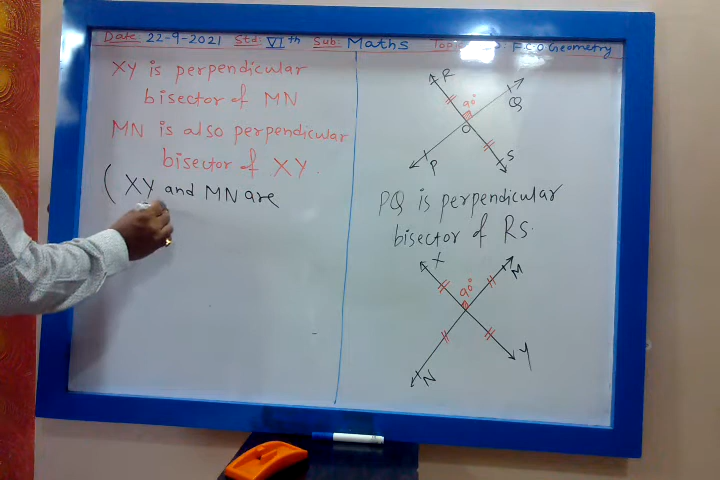 Date: 22-9-2021 Std: VIth Sub: Maths Geometry
XY is perpendicular
bisector of MN
MN is also perpendicular
bisector of XY.
( XY and MN are
R
90°
Q
O
P
S
PQ is perpendicular
bisector of RS.
X
M
90°
N
Y